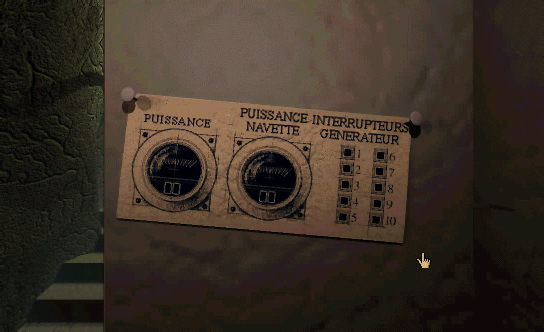 PUISSANCE
PUISSANCE
NAVETTE
INTERRUPTEURS
GENERATEUR
1 6
2 7
3 8
4 9
5 10